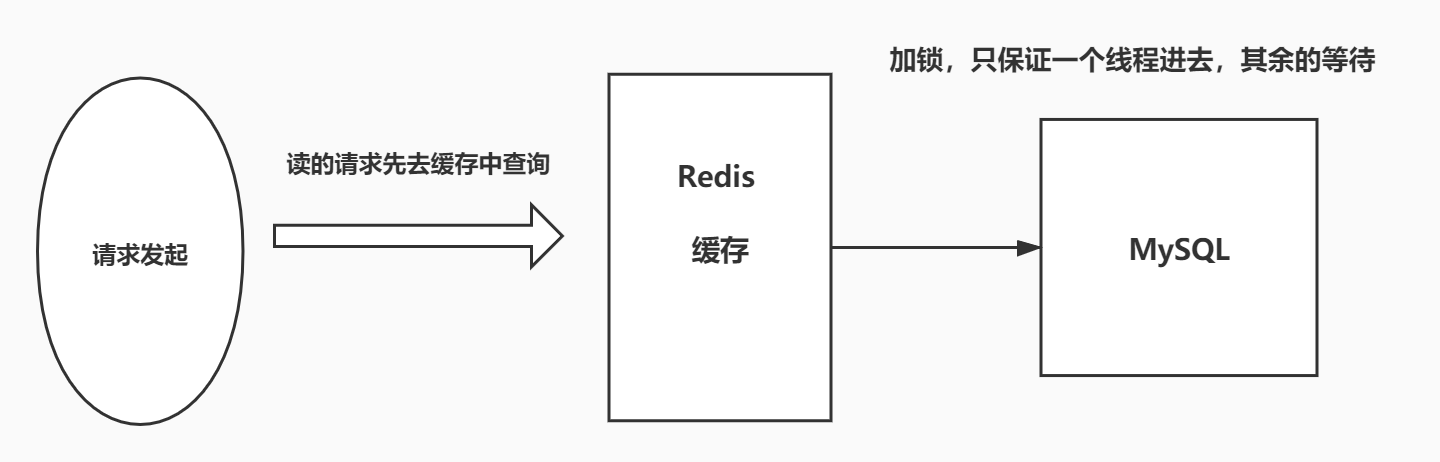 加锁，只保证一个线程进去，其余的等待
读的请求先去缓存中查询
请求发起
Redis
缓存
MySQL